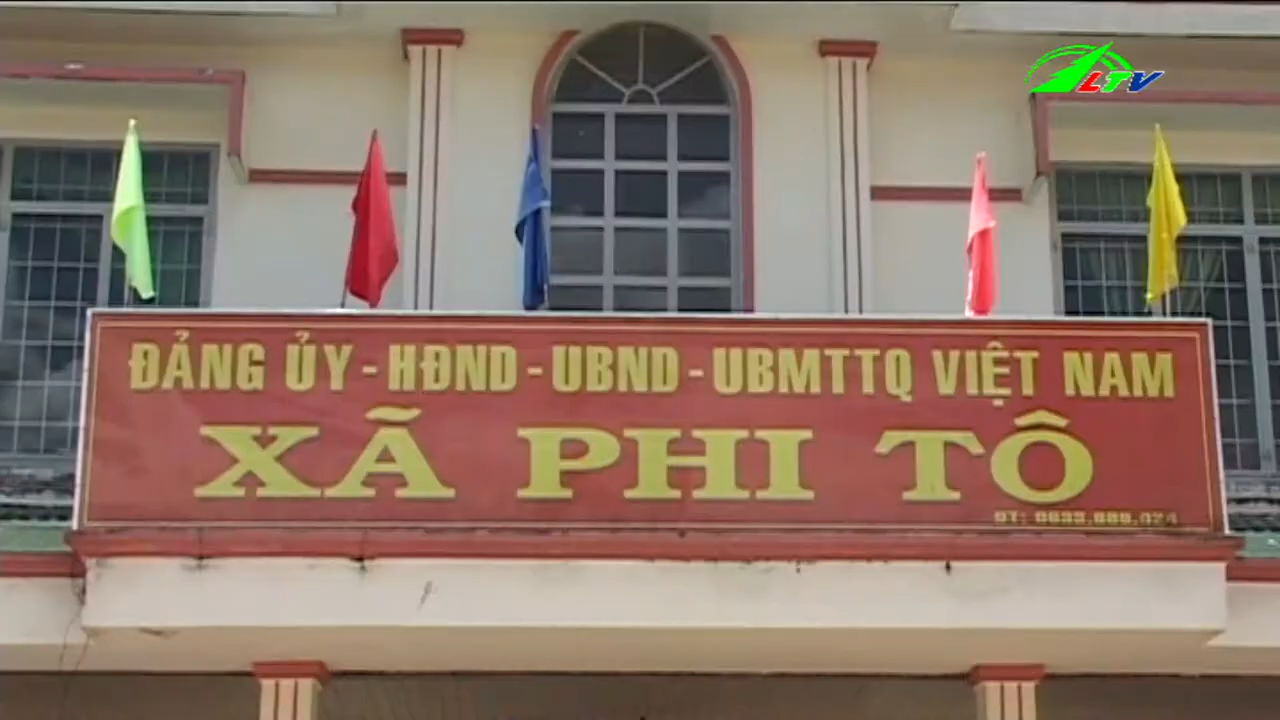 LTV
ĐẢNG ỦY - HĐND - UBND - UBMTTQ VIỆT NAM
XÃ PHI TÔ